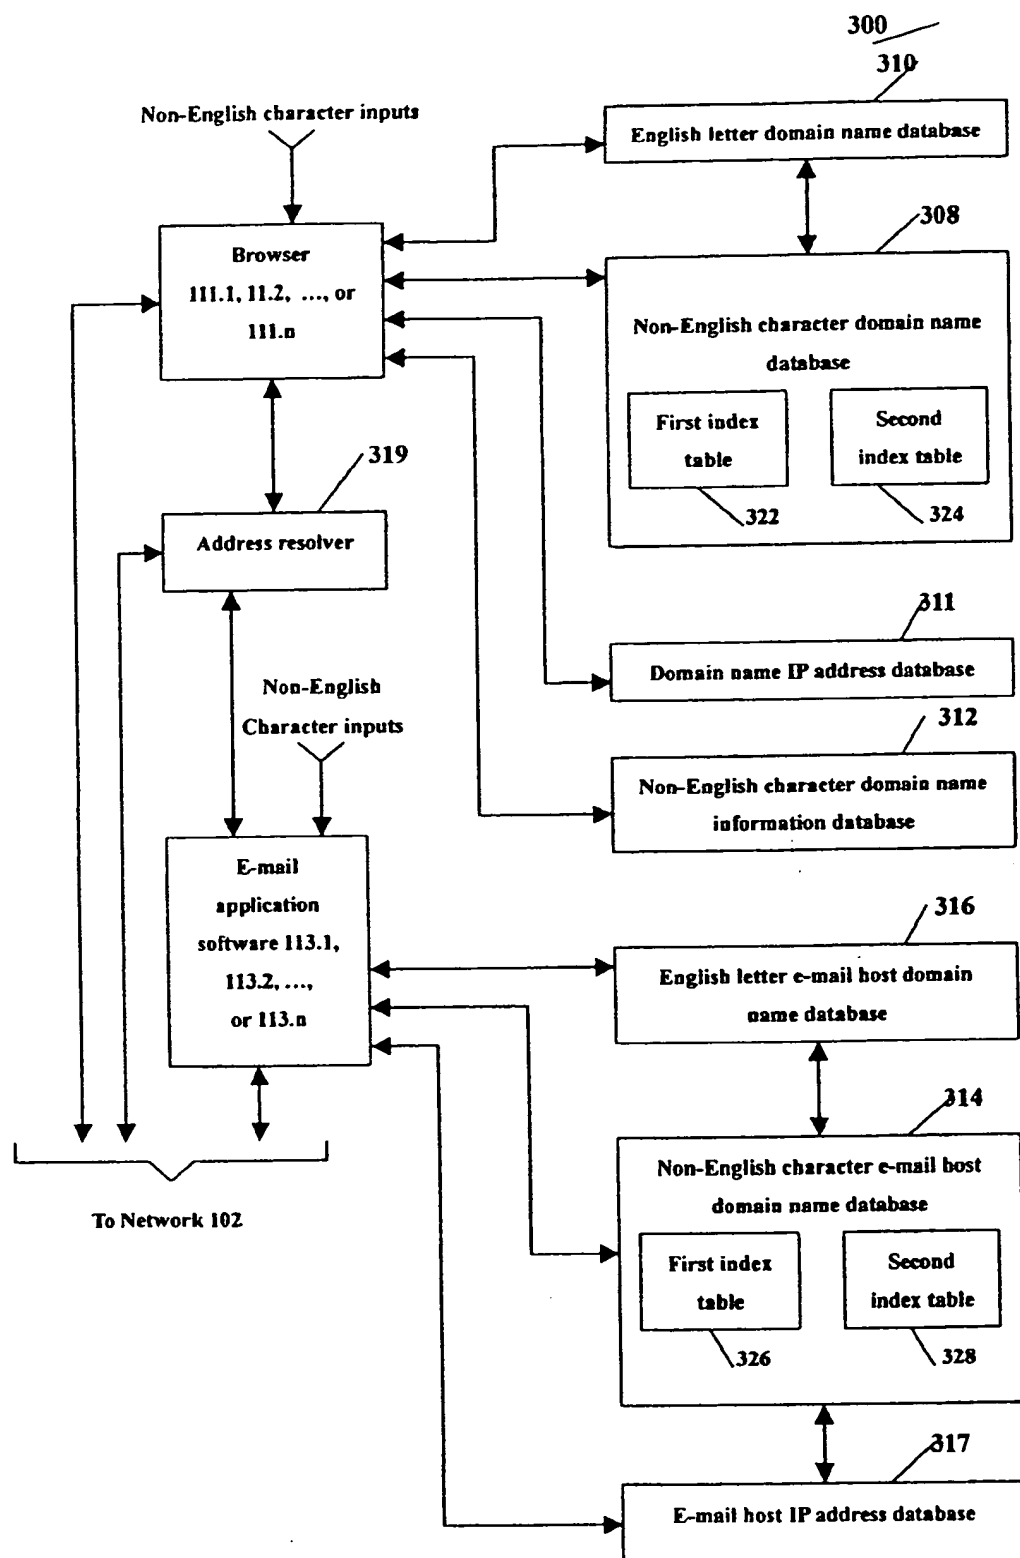 300
310
Non-English character inputs
English letter domain name database
308
Browser
111.1, 11.2, ..., or
111.n
Non-English character domain name
database
First index
table
Second
index table
322
324
319
Address resolver
311
Domain name IP address database
Non-English
Character inputs
312
Non-English character domain name
information database
E-mail
application
software 113.1,
113.2, ...,
or 113.n
316
English letter e-mail host domain
name database
314
Non-English character e-mail host
domain name database
First index
table
Second
index table
326
328
To Network 102
317
E-mail host IP address database